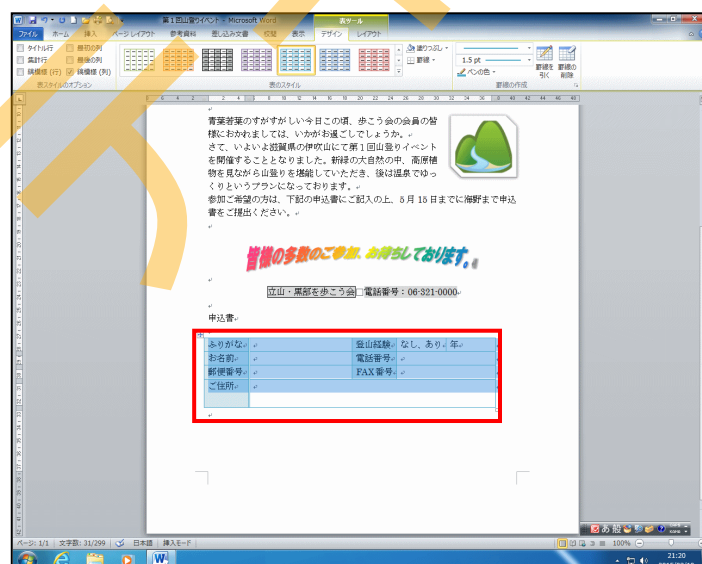 第１回山登りイベント - Microsoft Word
表ツール
ファイル ホーム 挿入 ページ レイアウト 参考資料 差し込み文書 校閲 表示 デザイン レイアウト
タイトル行 最初の列
集計行 最後の列
縞模様 (行) 縞模様 (列)
塗りつぶし
罫線
1.5 pt
ペンの色
罫線を引く
罫線の削除
表スタイルのオプション 表のスタイル 罫線の作成
青葉若葉のすがすがしい今日この頃、歩こう会の会員の皆
様におかれましては、いかがお過ごしでしょうか。
さて、いよいよ滋賀県の伊吹山にて第１回山登りイベント
を開催することとなりました。新緑の大自然の中、高原植
物を見ながら山登りを堪能していただき、後は温泉でゆっ
くりというプランになっております。
参加ご希望の方は、下記の申込書にご記入の上、5 月 15 日までに海野まで申込
書をご提出ください。
皆様の多数のご参加、お待ちしております。
立山・黒部を歩こう会□電話番号：06-321-0000
申込書
ふりがな 登山経験 なし、あり 年
お名前 電話番号
郵便番号 FAX 番号
ご住所
あ 般
ページ: 1/1 文字数: 31/299 日本語 挿入モード 100%
21:20